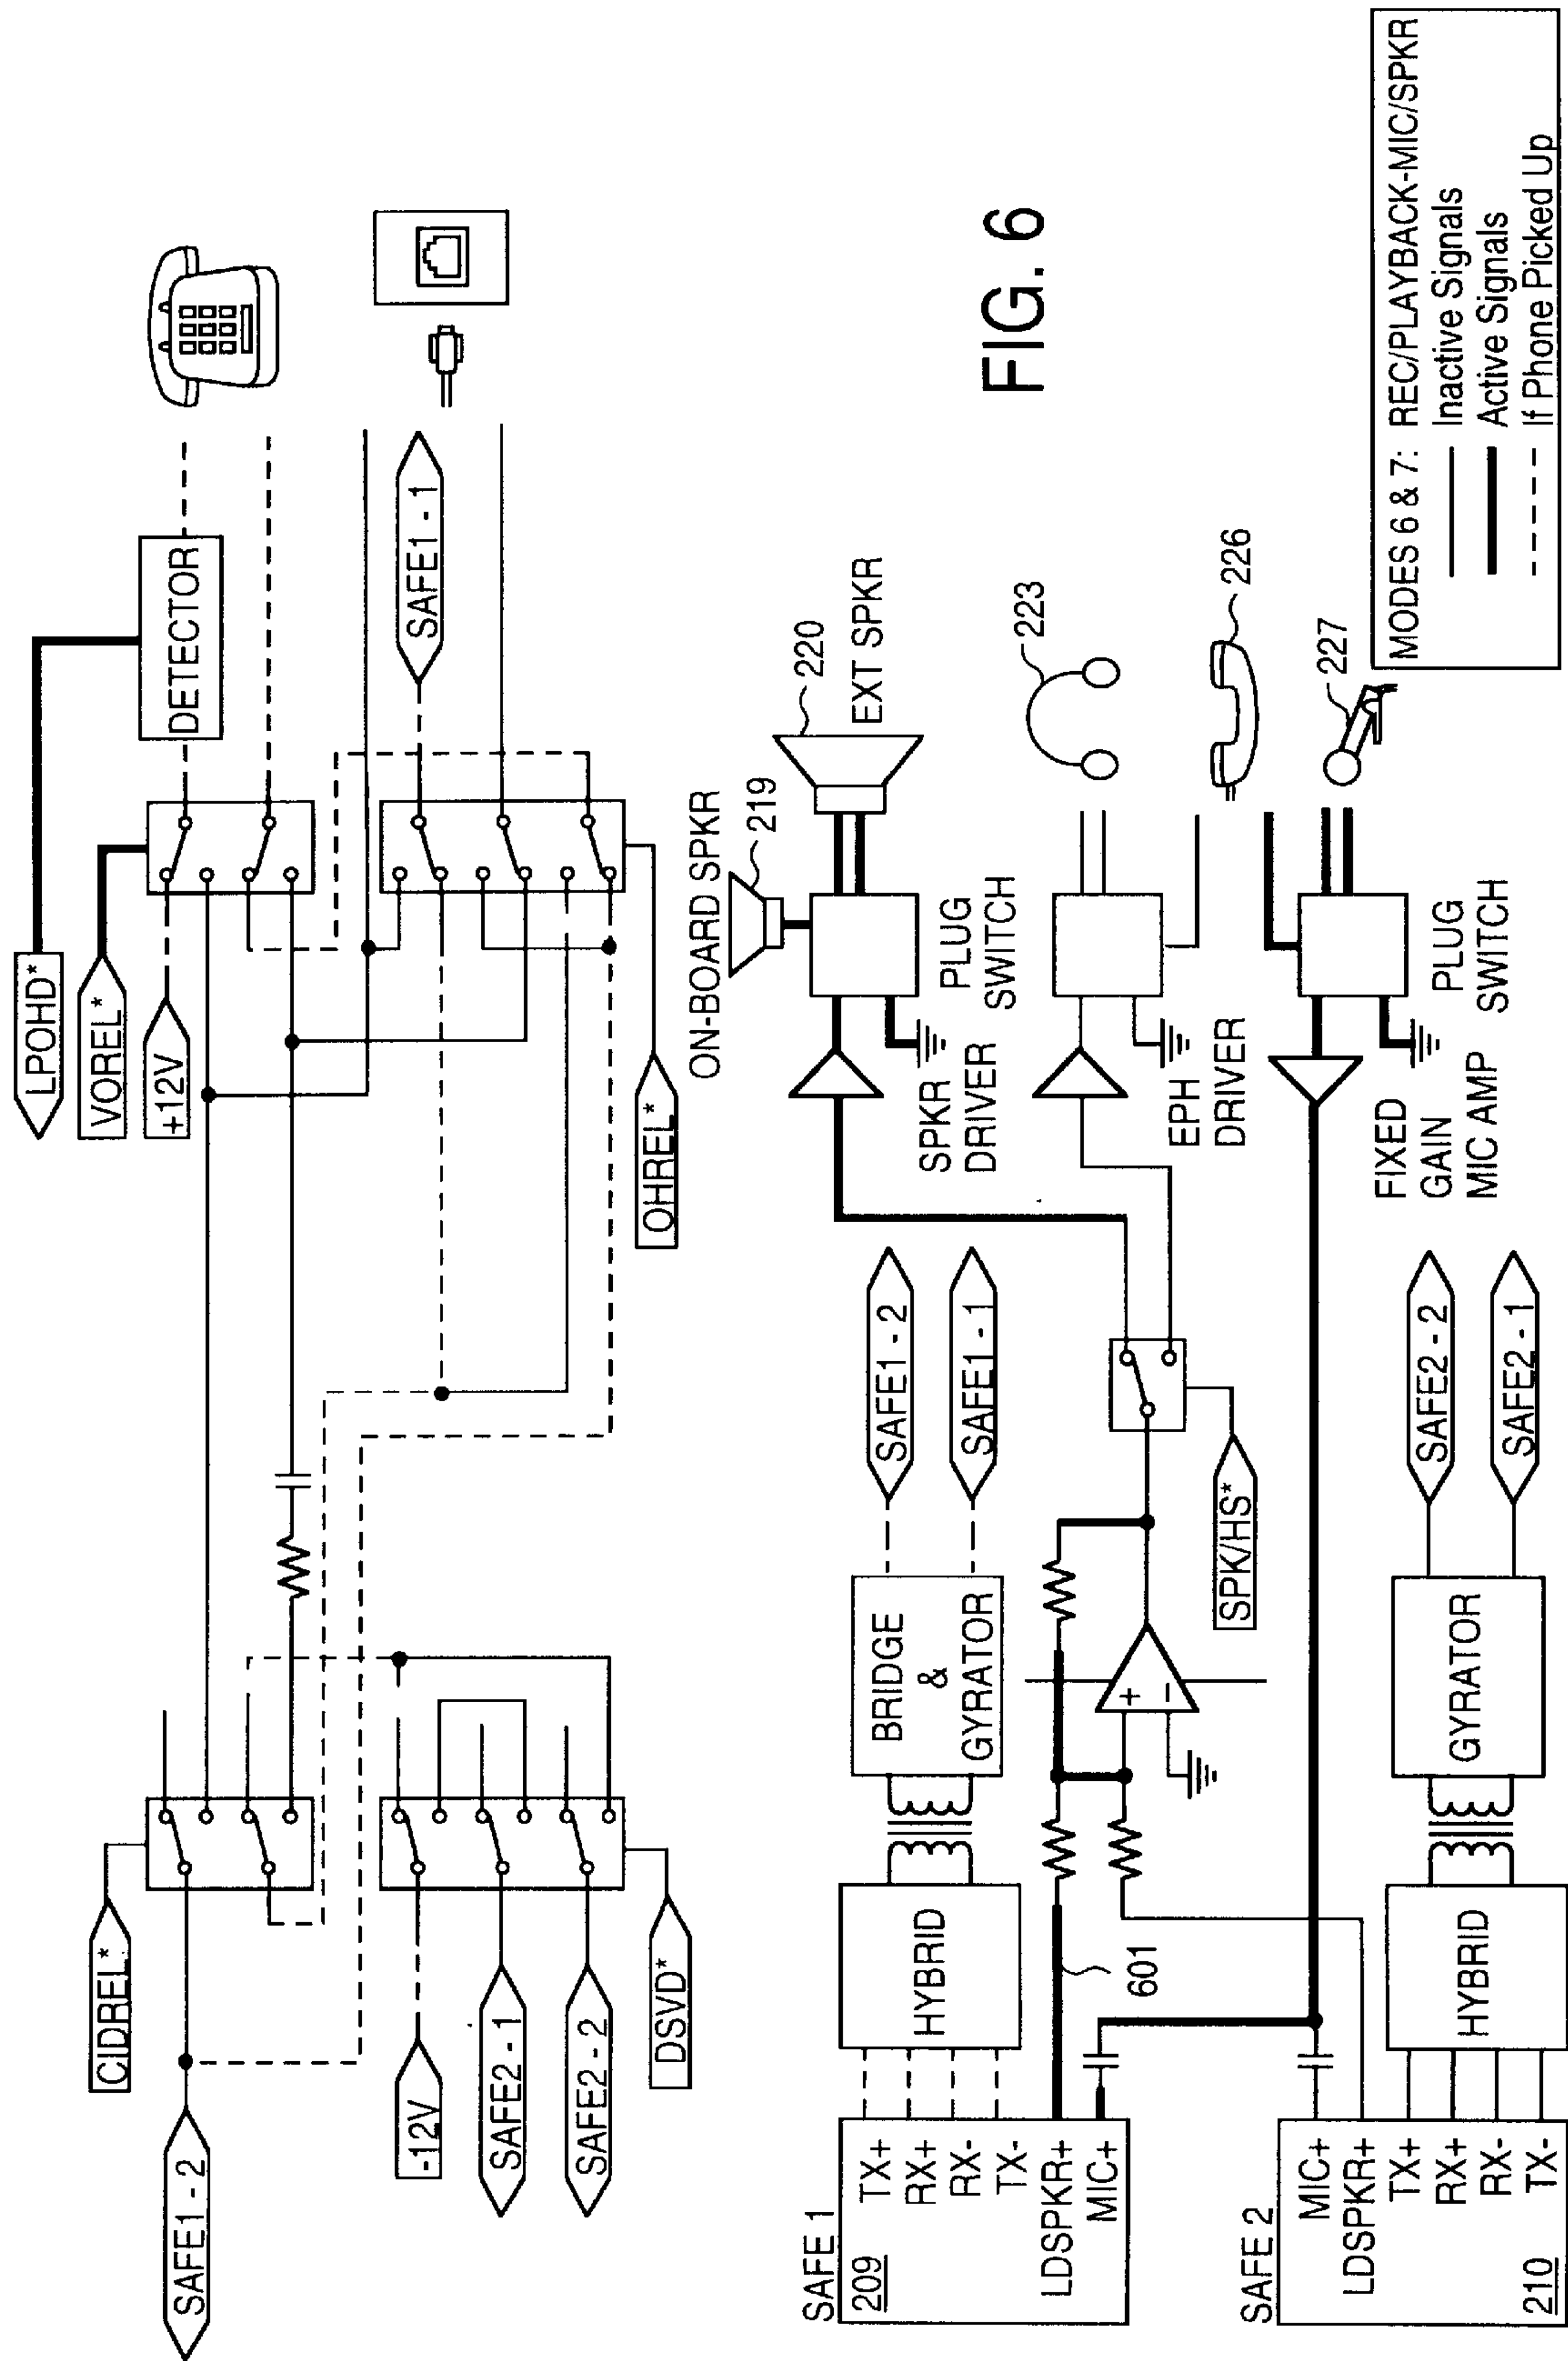 LPOHD*
VOREL*
+12V
DETECTOR
CIDREL*
SAFE1 - 2
SAFE1 - 1
-12V
SAFE2 - 1
SAFE2 - 2
DSVD*
OHREL*
FIG. 6
ON-BOARD SPKR
219
220
EXT SPKR
SPKR
DRIVER
PLUG
SWITCH
223
EPH
DRIVER
226
227
FIXED
GAIN
MIC AMP
PLUG
SWITCH
SAFE1 - 2
SAFE1 - 1
BRIDGE
&
GYRATOR
HYBRID
SAFE 1
209
TX+
RX+
RX-
TX-
LDSPKR+
MIC+
601
+
-
SPK/HS*
SAFE2 - 2
SAFE2 - 1
GYRATOR
HYBRID
SAFE 2
210
MIC+
LDSPKR+
TX+
RX+
RX-
TX-
MODES 6 & 7: REC/PLAYBACK-MIC/SPKR
Inactive Signals
Active Signals
If Phone Picked Up